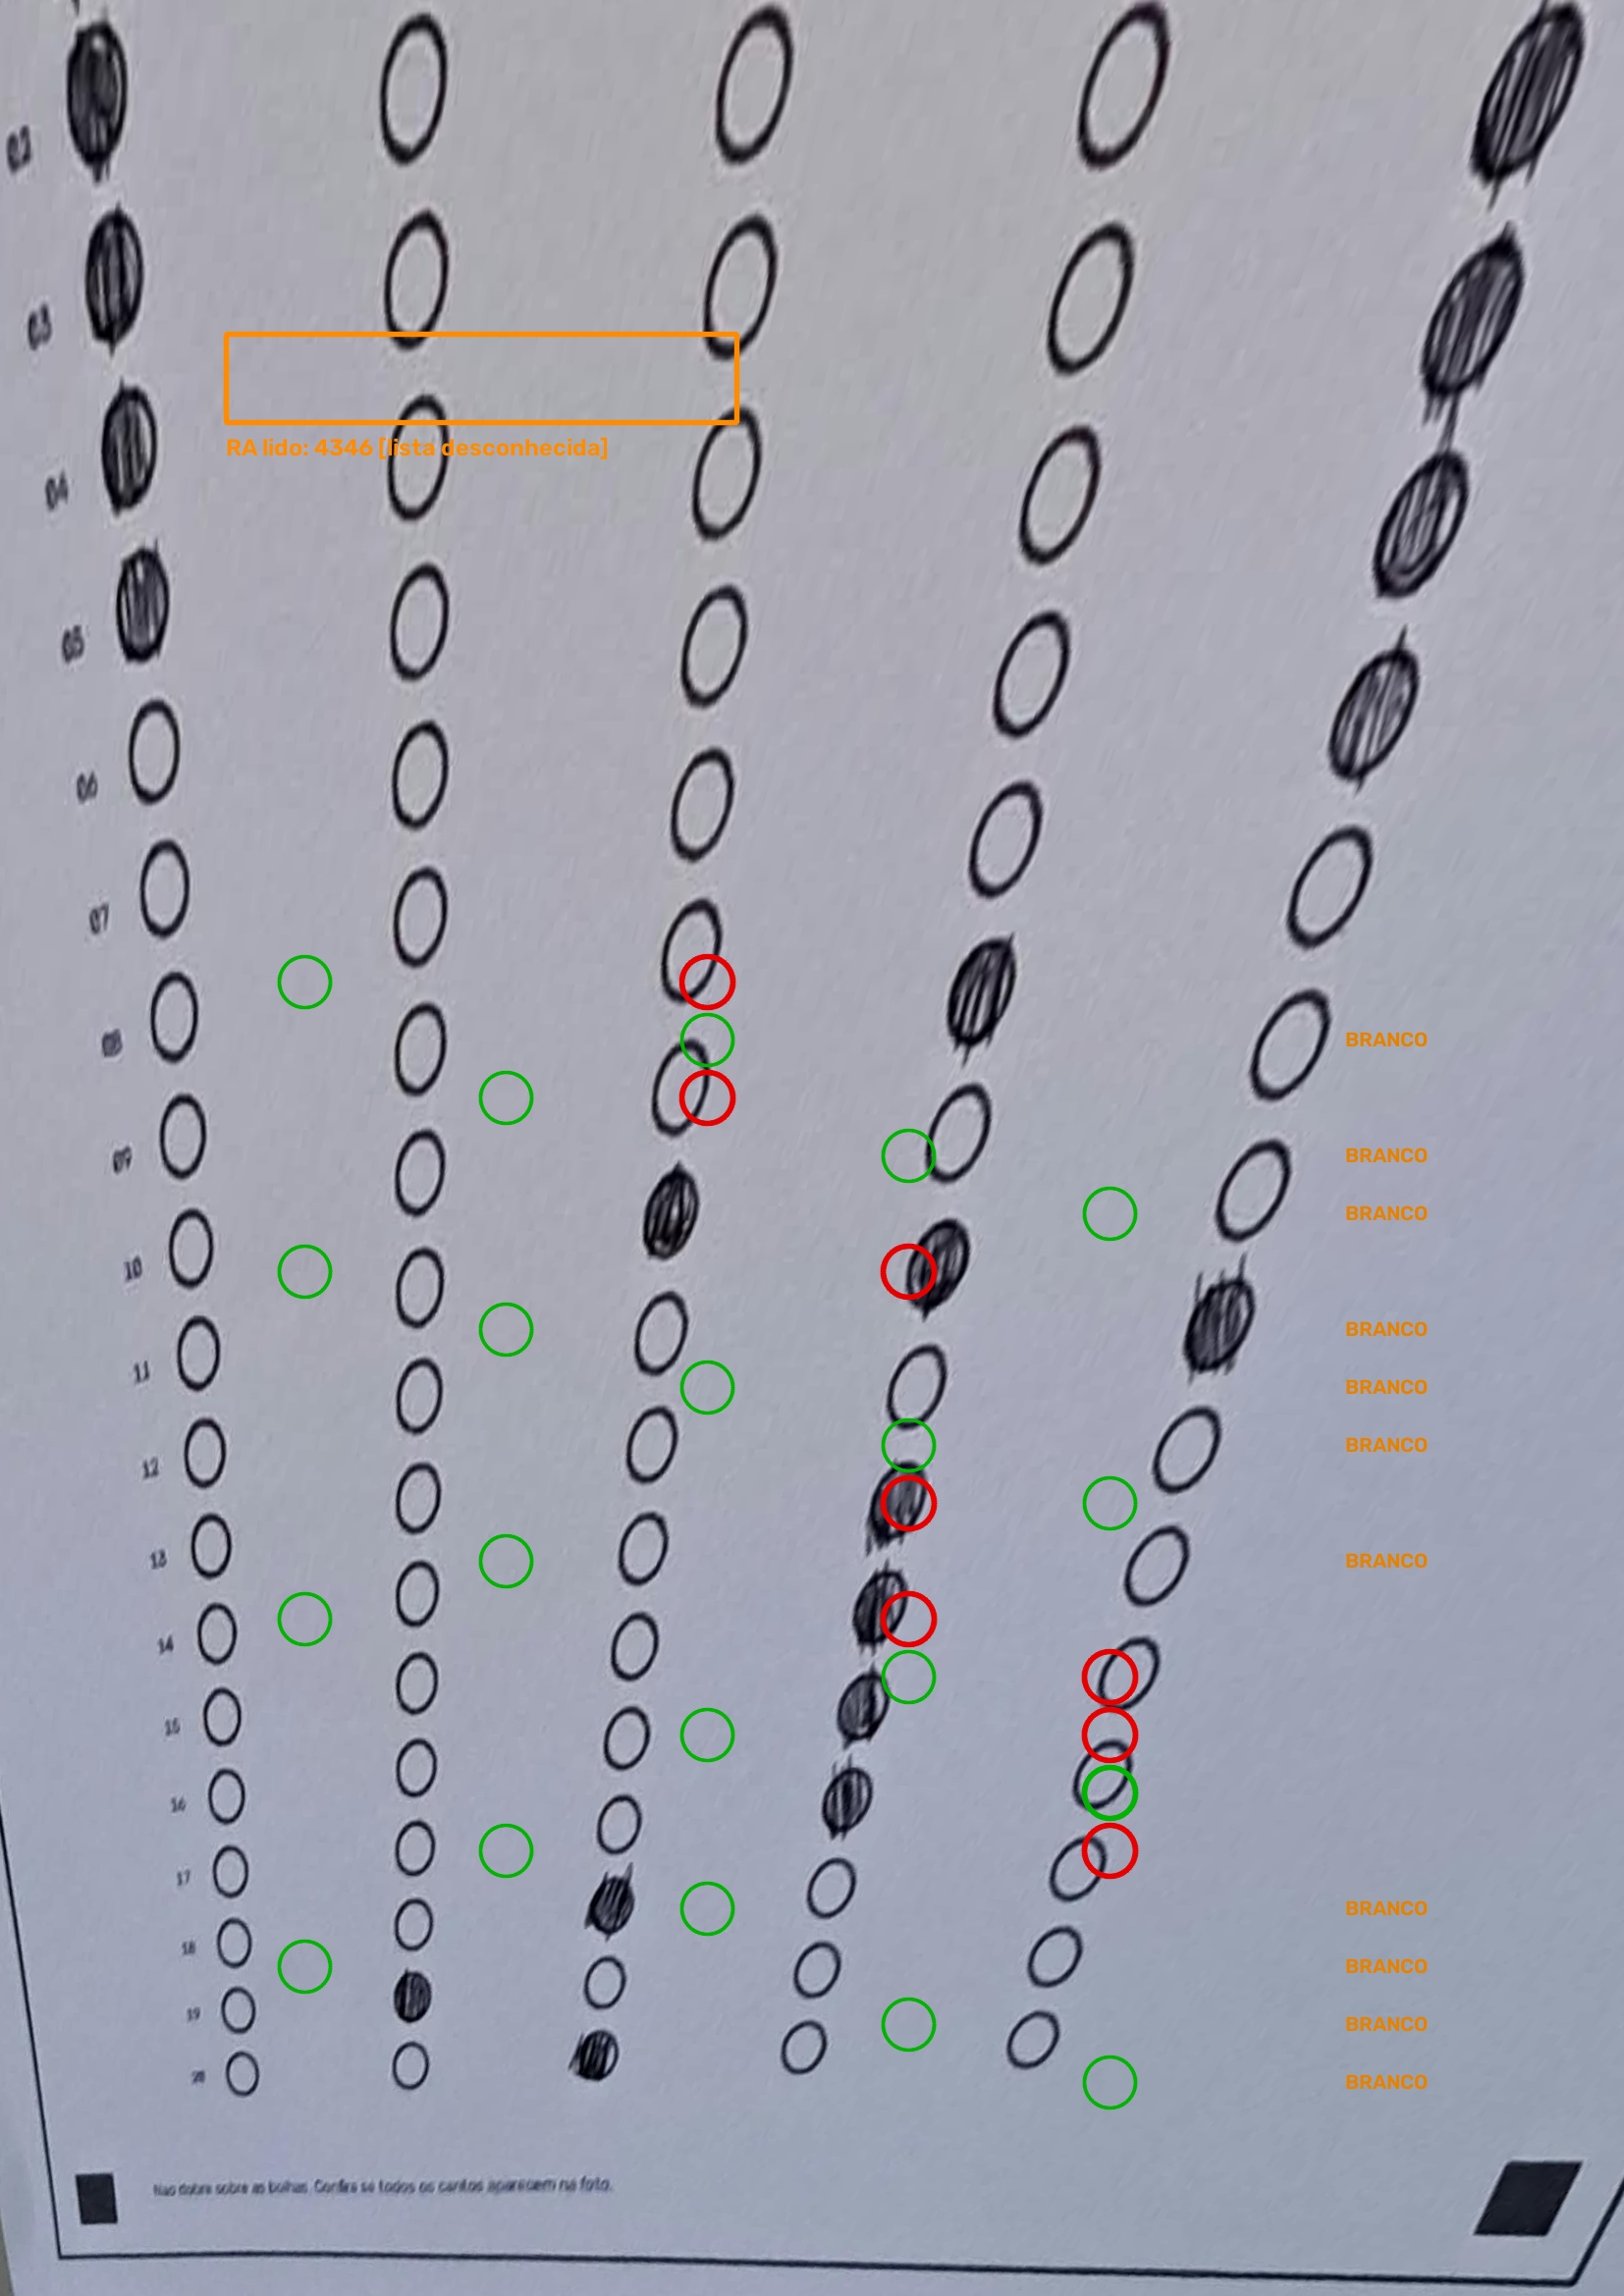 02
03
04
RA lido: 4346 [lista desconhecida]
05
06
07
08 BRANCO
09 BRANCO
BRANCO
10
11 BRANCO
BRANCO
12 BRANCO
13 BRANCO
14
15
16
17
18 BRANCO
BRANCO
19 BRANCO
20 BRANCO
Não dobre sobre as bolhas. Confira se todos os cantos aparecem na foto.